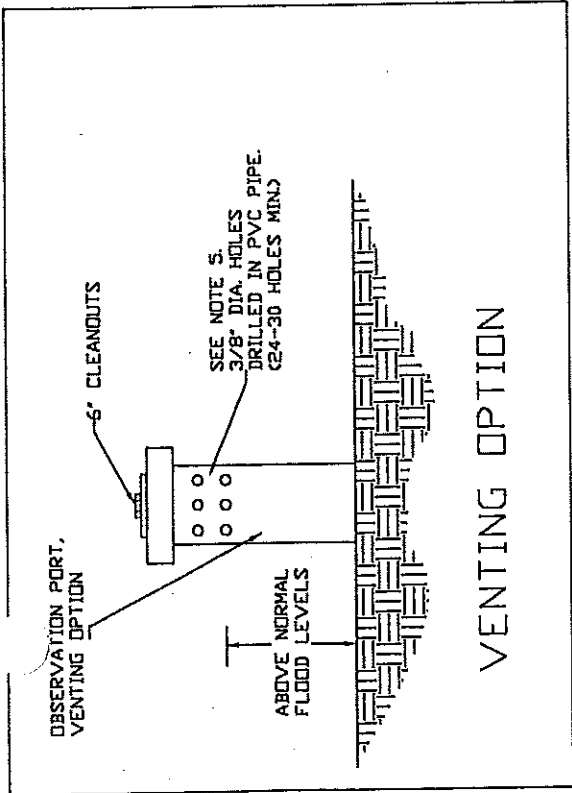 OBSERVATION PORT,
VENTING OPTION
6" CLEANOUTS
SEE NOTE 5.
3/8" DIA. HOLES
DRILLED IN PVC PIPE.
(24-30 HOLES MIN.)
ABOVE NORMAL
FLOOD LEVELS
VENTING OPTION